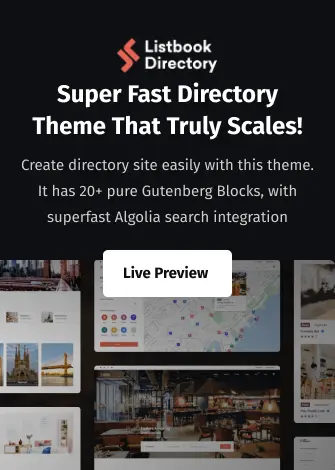 Listbook
Directory
Super Fast Directory
Theme That Truly Scales!
Create directory site easily with this theme.
It has 20+ pure Gutenberg Blocks, with
superfast Algolia search integration
Live Preview